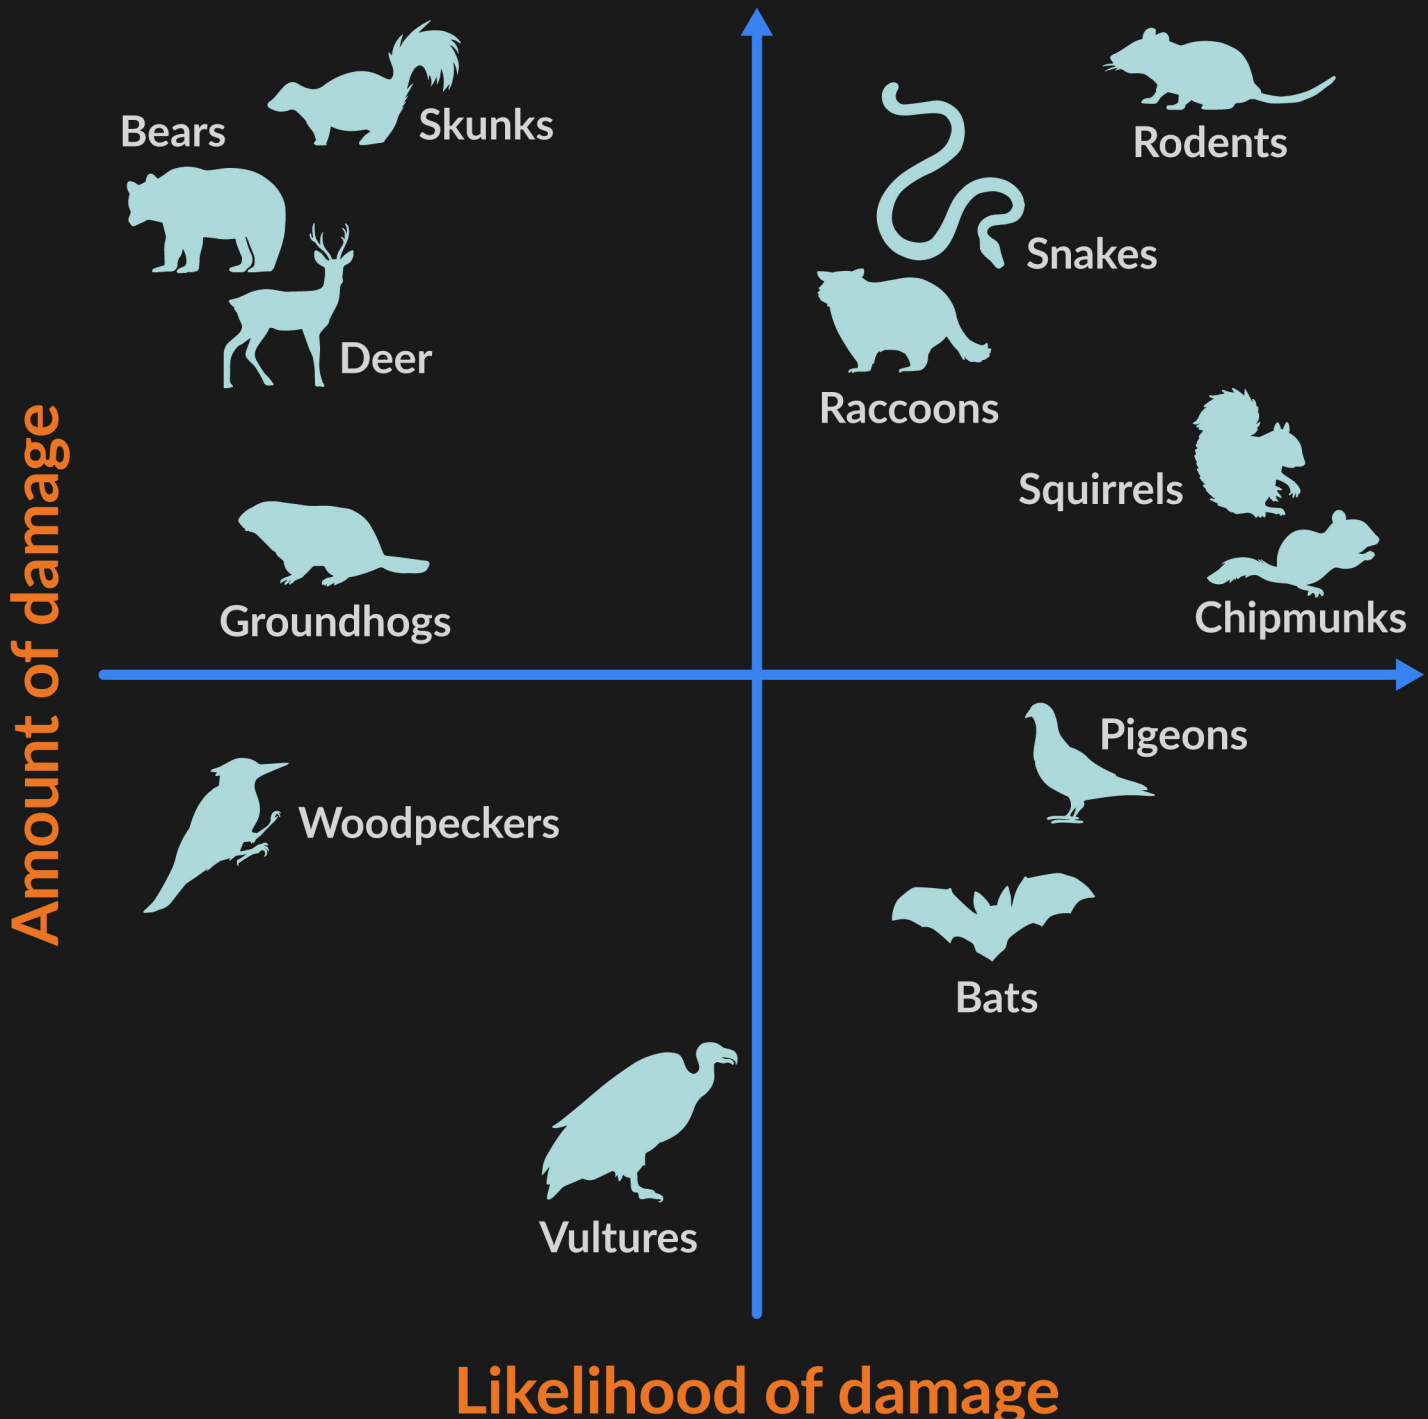 Skunks
Bears
Rodents
Snakes
Deer
Raccoons
Squirrels
Groundhogs
Chipmunks
Amount of damage
Pigeons
Woodpeckers
Bats
Vultures
Likelihood of damage